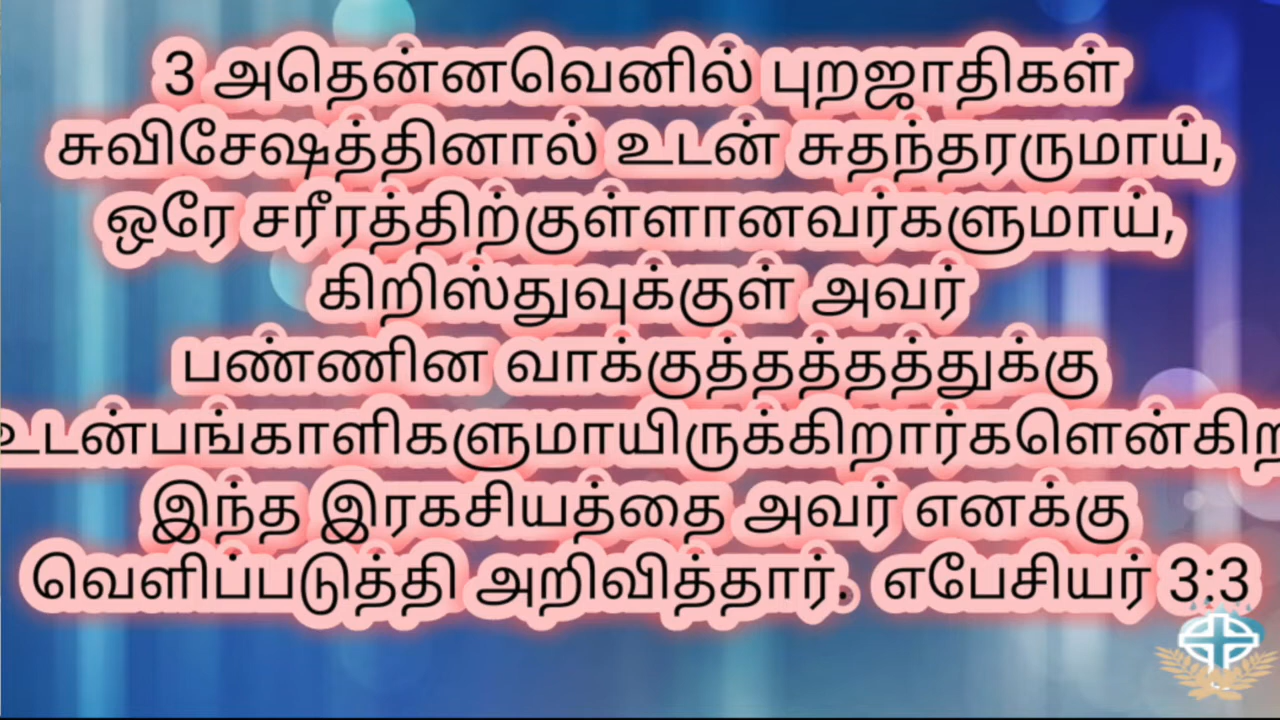 3 அதென்னவெனில் புறஜாதிகள்
சுவிசேஷத்தினால் உடன் சுதந்தரருமாய்,
ஒரே சரீரத்திற்குள்ளானவர்களுமாய்,
கிறிஸ்துவுக்குள் அவர்
பண்ணின வாக்குத்தத்தத்துக்கு
உடன்பங்காளிகளுமாயிருக்கிறார்களென்கிற
இந்த இரகசியத்தை அவர் எனக்கு
வெளிப்படுத்தி அறிவித்தார். எபேசியர் 3:3